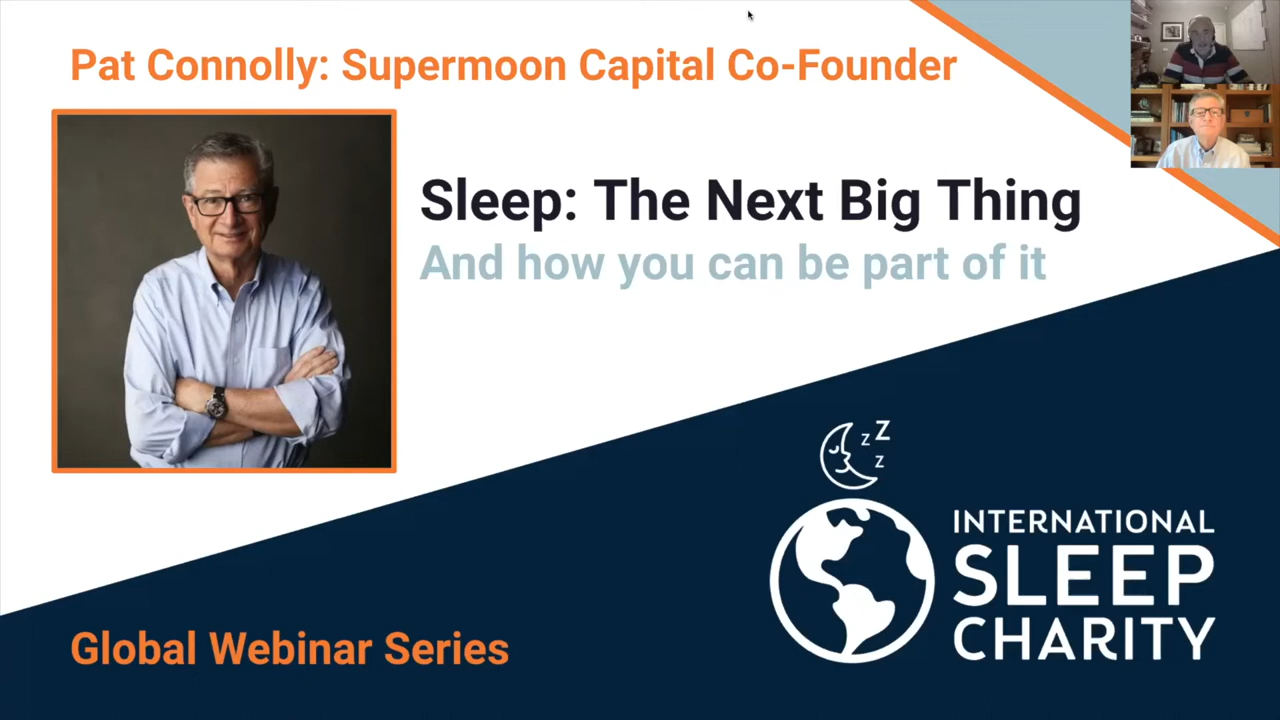 Pat Connolly: Supermoon Capital Co-Founder
Sleep: The Next Big Thing
And how you can be part of it
z Z
z
INTERNATIONAL
SLEEP
CHARITY
Global Webinar Series